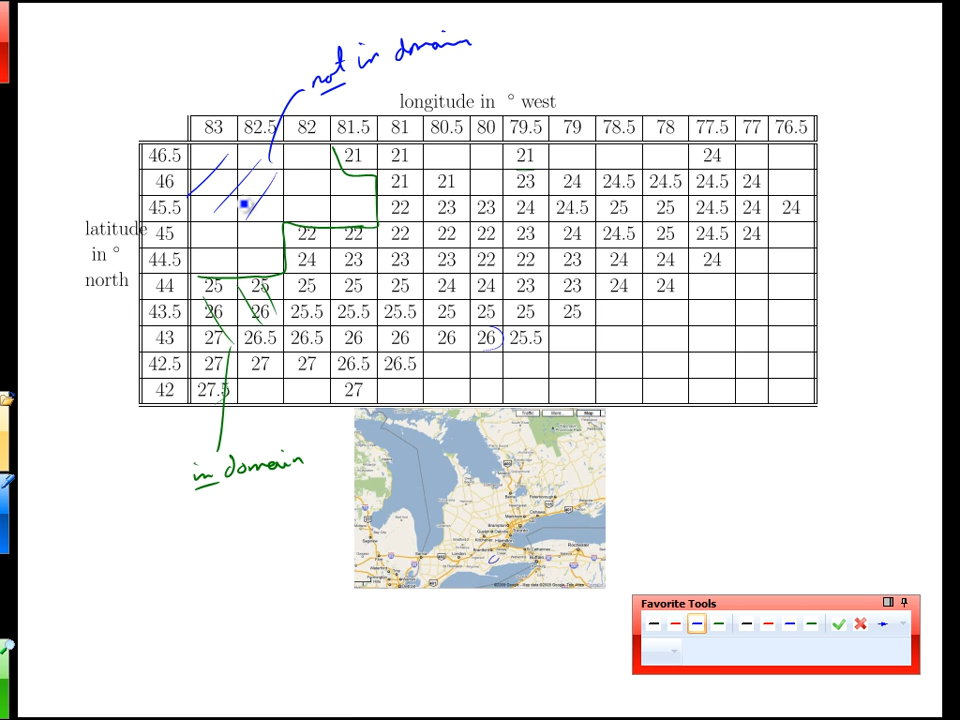 not in domain
longitude in ° west
83 82.5 82 81.5 81 80.5 80 79.5 79 78.5 78 77.5 77 76.5
46.5 21 21 21 24
46 21 21 23 24 24.5 24.5 24.5 24
45.5 22 23 23 24 24.5 25 25 24.5 24 24
latitude
45 22 22 22 22 22 23 24 24.5 25 24.5 24
in °
44.5 24 23 23 23 22 22 23 24 24 24
north
44 25 25 25 25 25 24 24 23 23 24 24
43.5 26 26 25.5 25.5 25.5 25 25 25 25
43 27 26.5 26.5 26 26 26 26 25.5
42.5 27 27 27 26.5 26.5
42 27.5 27
in domain
Traffic Map
Favorite Tools